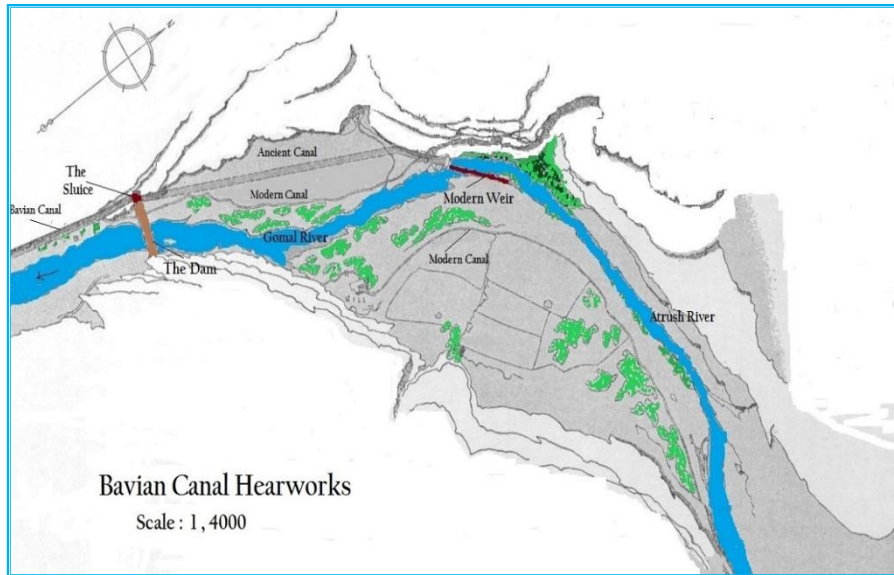 Ancient Canal
The
Sluice
Modern Canal
Modern Weir
Bavian Canal
Gomal River
Modern Canal
The Dam
Atrush River
Bavian Canal Hearworks
Scale : 1, 4000